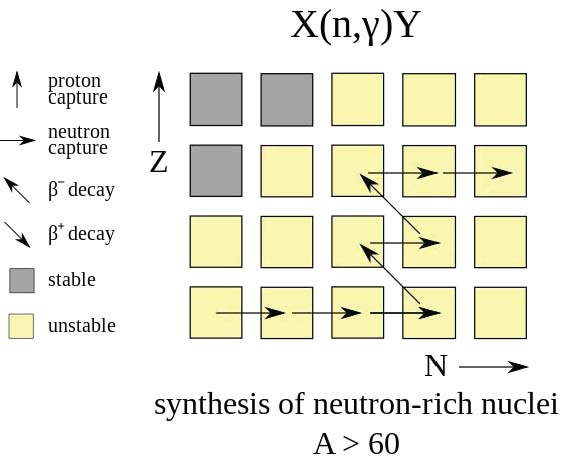 X(n,γ)Y
proton
capture
neutron
capture
β⁻ decay
β⁺ decay
stable
unstable
Z
N
synthesis of neutron-rich nuclei
A > 60